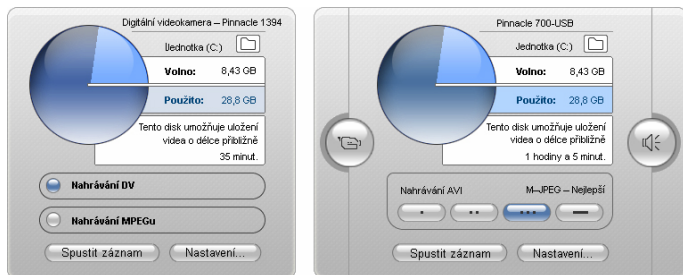 Digitální videokamera – Pinnacle 1394
Jednotka (C:)
Volno: 8,43 GB
Použito: 28,8 GB
Tento disk umožňuje uložení
videa o délce přibližně
35 minut.
Nahrávání DV
Nahrávání MPEGu
Spustit záznam
Nastavení...
Pinnacle 700-USB
Jednotka (C:)
Volno: 8,43 GB
Použito: 28,8 GB
Tento disk umožňuje uložení
videa o délce přibližně
1 hodiny a 5 minut.
Nahrávání AVI
M–JPEG – Nejlepší
Spustit záznam
Nastavení...